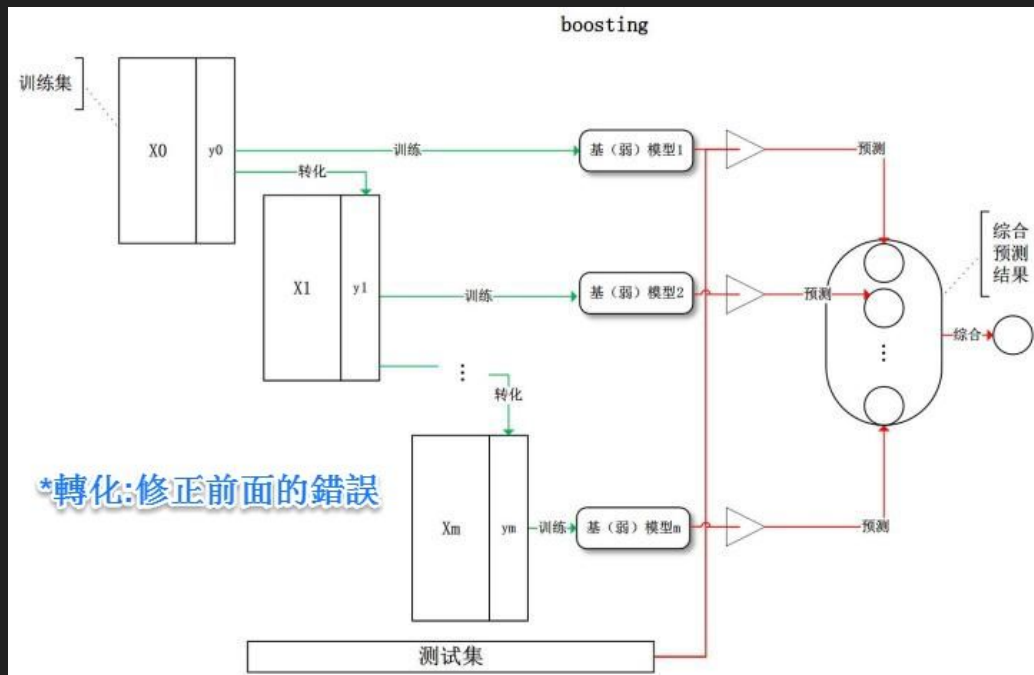 boosting
训练集
X0
y0
训练
基（弱）模型1
预测
转化
X1
y1
训练
基（弱）模型2
预测
综合
预测
结果
综合
⋮
⋮
转化
*轉化:修正前面的錯誤
Xm
ym
训练
基（弱）模型m
预测
测试集